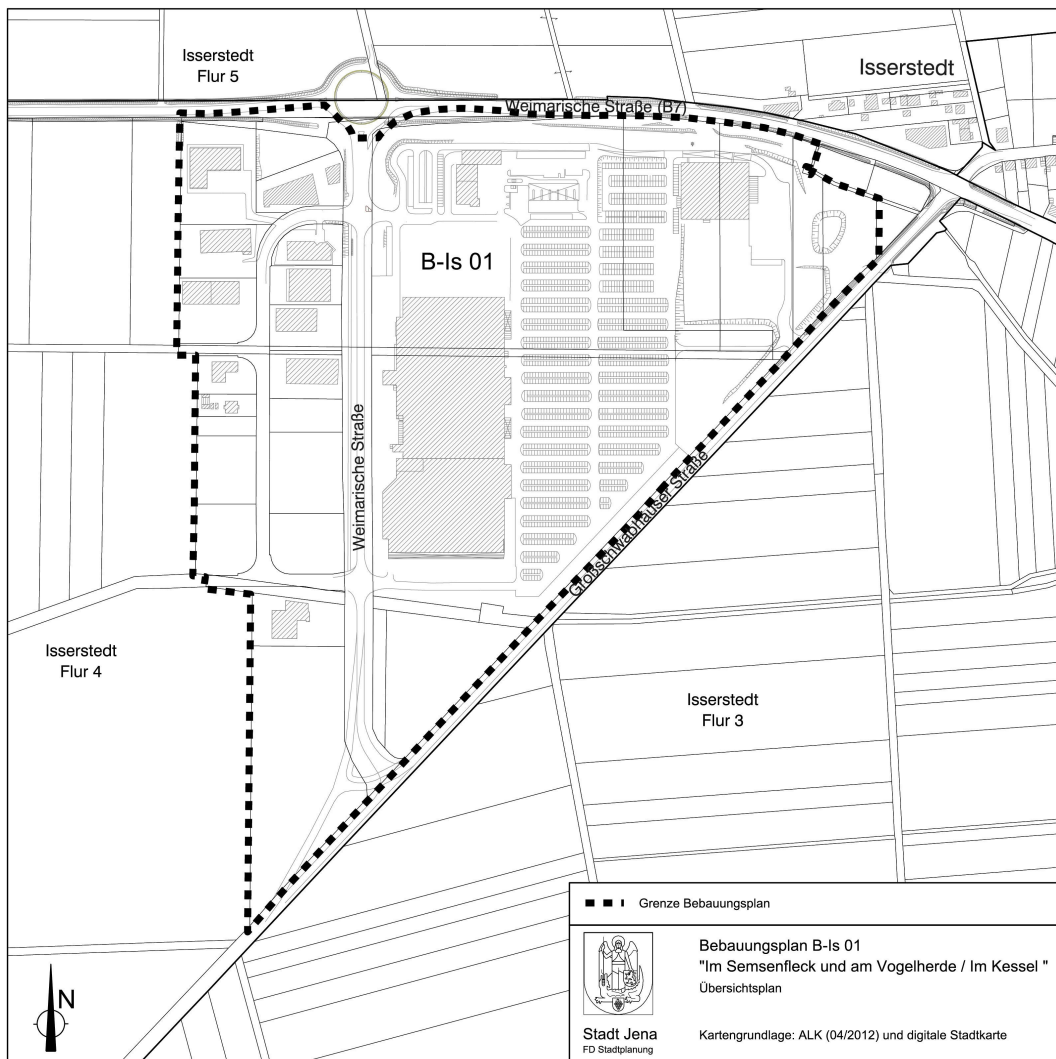 Isserstedt
Flur 5
Isserstedt
Weimarische Straße (B7)
B-Is 01
Weimarische Straße
Großschwabhäuser Straße
Isserstedt
Flur 4
Isserstedt
Flur 3
N
Grenze Bebauungsplan
Bebauungsplan B-Is 01
"Im Semsenfleck und am Vogelherde / Im Kessel "
Übersichtsplan
Stadt Jena
FD Stadtplanung
Kartengrundlage: ALK (04/2012) und digitale Stadtkarte